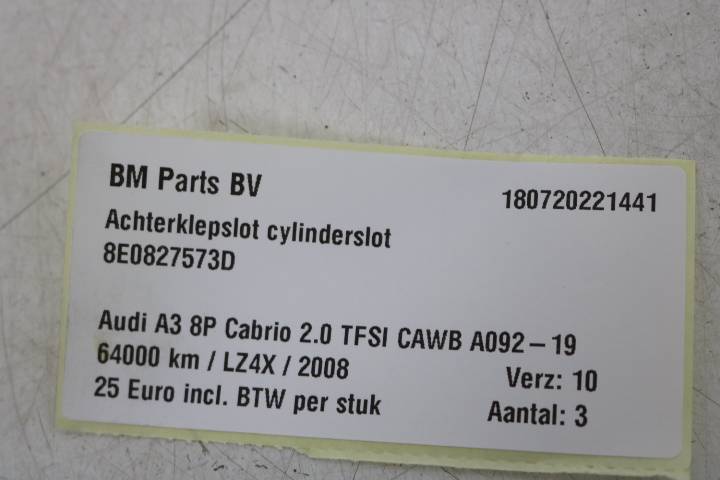 BM Parts BV
180720221441
Achterklepslot cylinderslot
8E0827573D
Audi A3 8P Cabrio 2.0 TFSI CAWB A092-19
64000 km / LZ4X / 2008
Verz: 10
25 Euro incl. BTW per stuk
Aantal: 3